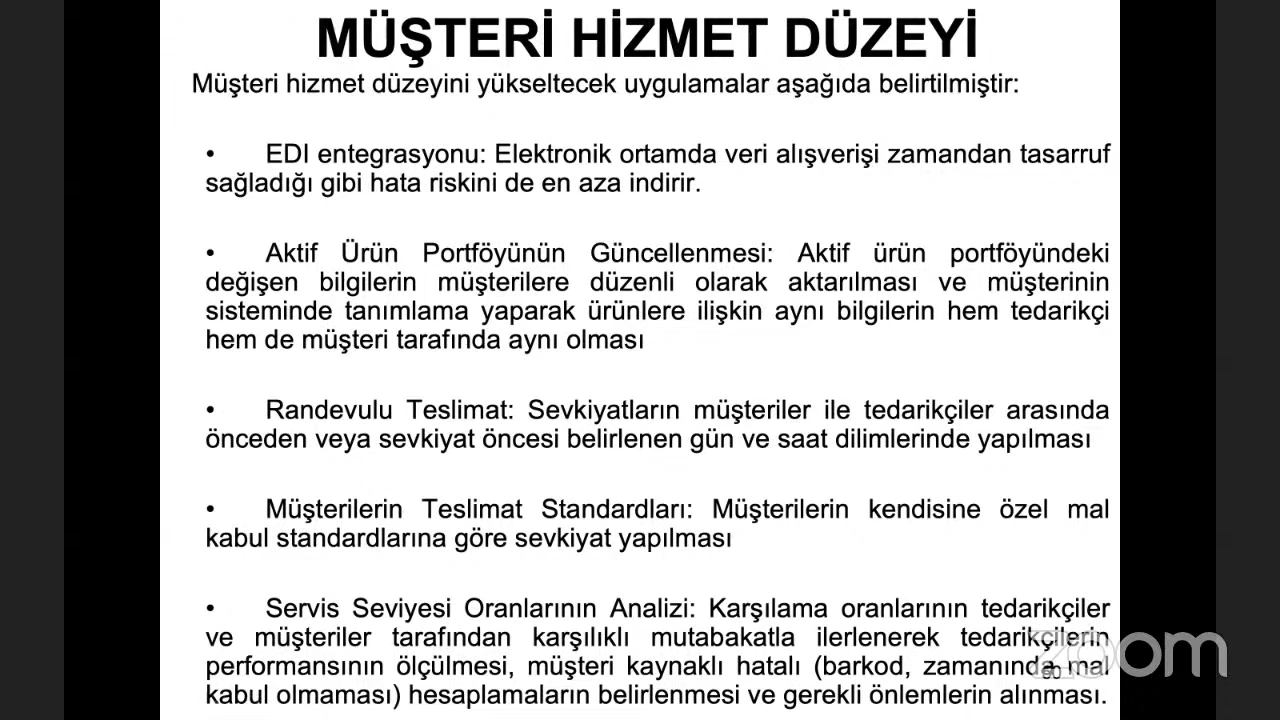 MÜŞTERİ HİZMET DÜZEYİ
Müşteri hizmet düzeyini yükseltecek uygulamalar aşağıda belirtilmiştir:
• EDI entegrasyonu: Elektronik ortamda veri alışverişi zamandan tasarruf
sağladığı gibi hata riskini de en aza indirir.
• Aktif Ürün Portföyünün Güncellenmesi: Aktif ürün portföyündeki
değişen bilgilerin müşterilere düzenli olarak aktarılması ve müşterinin
sisteminde tanımlama yaparak ürünlere ilişkin aynı bilgilerin hem tedarikçi
hem de müşteri tarafında aynı olması
• Randevulu Teslimat: Sevkiyatların müşteriler ile tedarikçiler arasında
önceden veya sevkiyat öncesi belirlenen gün ve saat dilimlerinde yapılması
• Müşterilerin Teslimat Standardları: Müşterilerin kendisine özel mal
kabul standardlarına göre sevkiyat yapılması
• Servis Seviyesi Oranlarının Analizi: Karşılama oranlarının tedarikçiler
ve müşteriler tarafından karşılıklı mutabakatla ilerlenerek tedarikçilerin
performansının ölçülmesi, müşteri kaynaklı hatalı (barkod, zamanında mal
kabul olmaması) hesaplamaların belirlenmesi ve gerekli önlemlerin alınması.
60
zoom